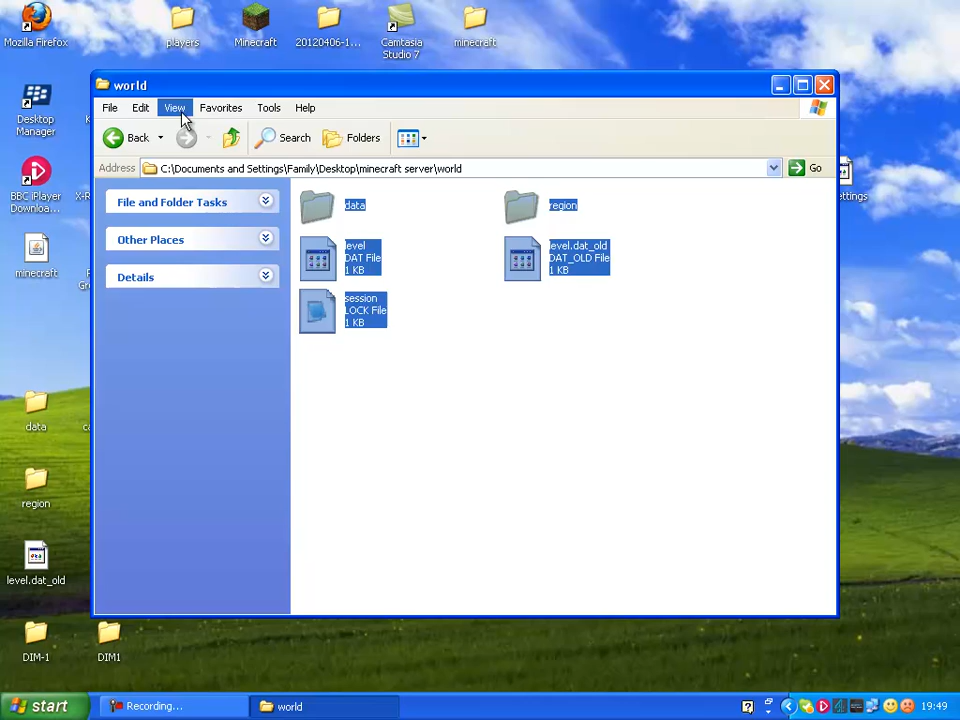 Mozilla Firefox
players
Minecraft
20120406-1...
Camtasia
Studio 7
minecraft
world
File Edit View Favorites Tools Help
Desktop
Manager
Back Search Folders
Address C:\Documents and Settings\Family\Desktop\minecraft server\world Go
BBC iPlayer
Downloa...
File and Folder Tasks
Other Places
Details
data
region
level
DAT File
1 KB
level.dat_old
DAT_OLD File
1 KB
session
LOCK File
1 KB
minecraft
data
region
level.dat_old
DIM-1
DIM1
start
Recording...
world
19:49